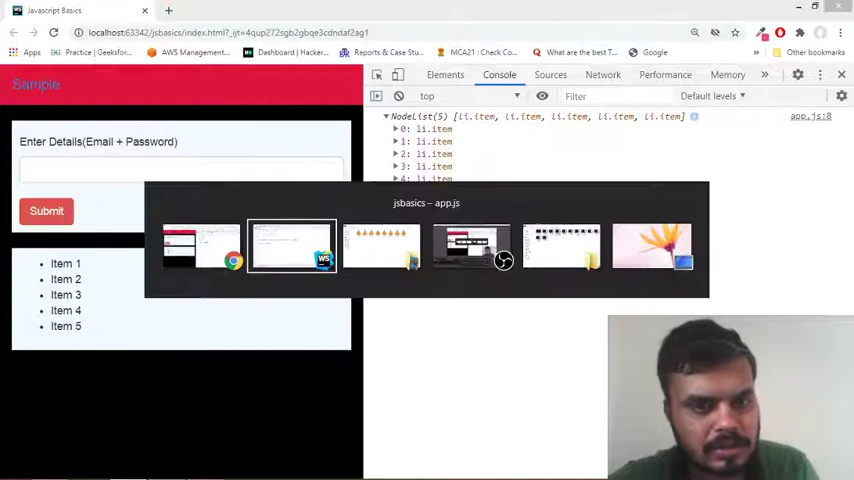 Javascript Basics
localhost:63342/jsbasics/index.html?_ijt=4qup272sgb2gbqe3cdndaf2ag1
Apps
Practice | Geeksfor...
AWS Management...
Dashboard | Hacker...
Reports & Case Stu...
MCA21 : Check Co...
What are the best T...
Google
Other bookmarks
Sample
Enter Details(Email + Password)
Submit
Item 1
Item 2
Item 3
Item 4
Item 5
Elements Console Sources Network Performance Memory
top
Filter
Default levels
NodeList(5) [li.item, li.item, li.item, li.item, li.item]
app.js:8
0: li.item
1: li.item
2: li.item
3: li.item
4: li.item
jsbasics – app.js
WS